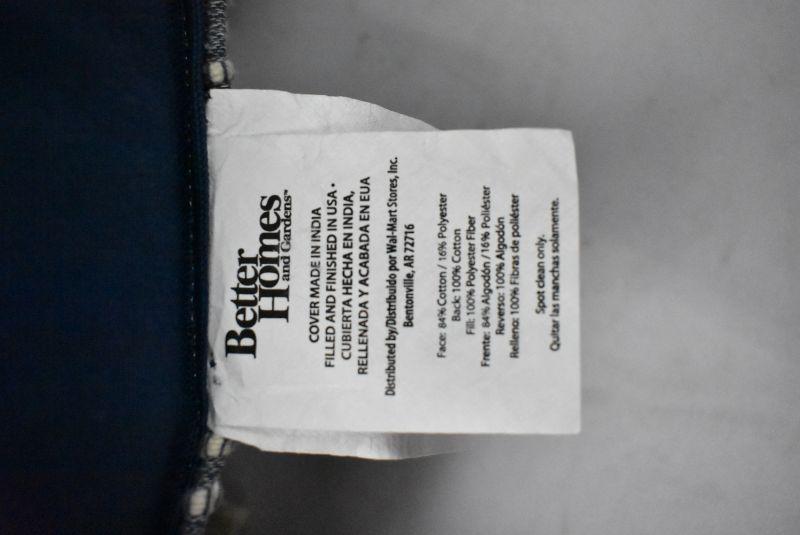 Better
Homes
and Gardens™
COVER MADE IN INDIA
FILLED AND FINISHED IN USA •
CUBIERTA HECHA EN INDIA,
RELLENADA Y ACABADA EN EUA
Distributed by/Distribuido por Wal-Mart Stores, Inc.
Bentonville, AR 72716
Face: 84% Cotton / 16% Polyester
Back: 100% Cotton
Fill: 100% Polyester Fiber
Frente: 84% Algodón / 16% Poliéster
Reverso: 100% Algodón
Relleno: 100% Fibras de poliéster
Spot clean only.
Quitar las manchas solamente.